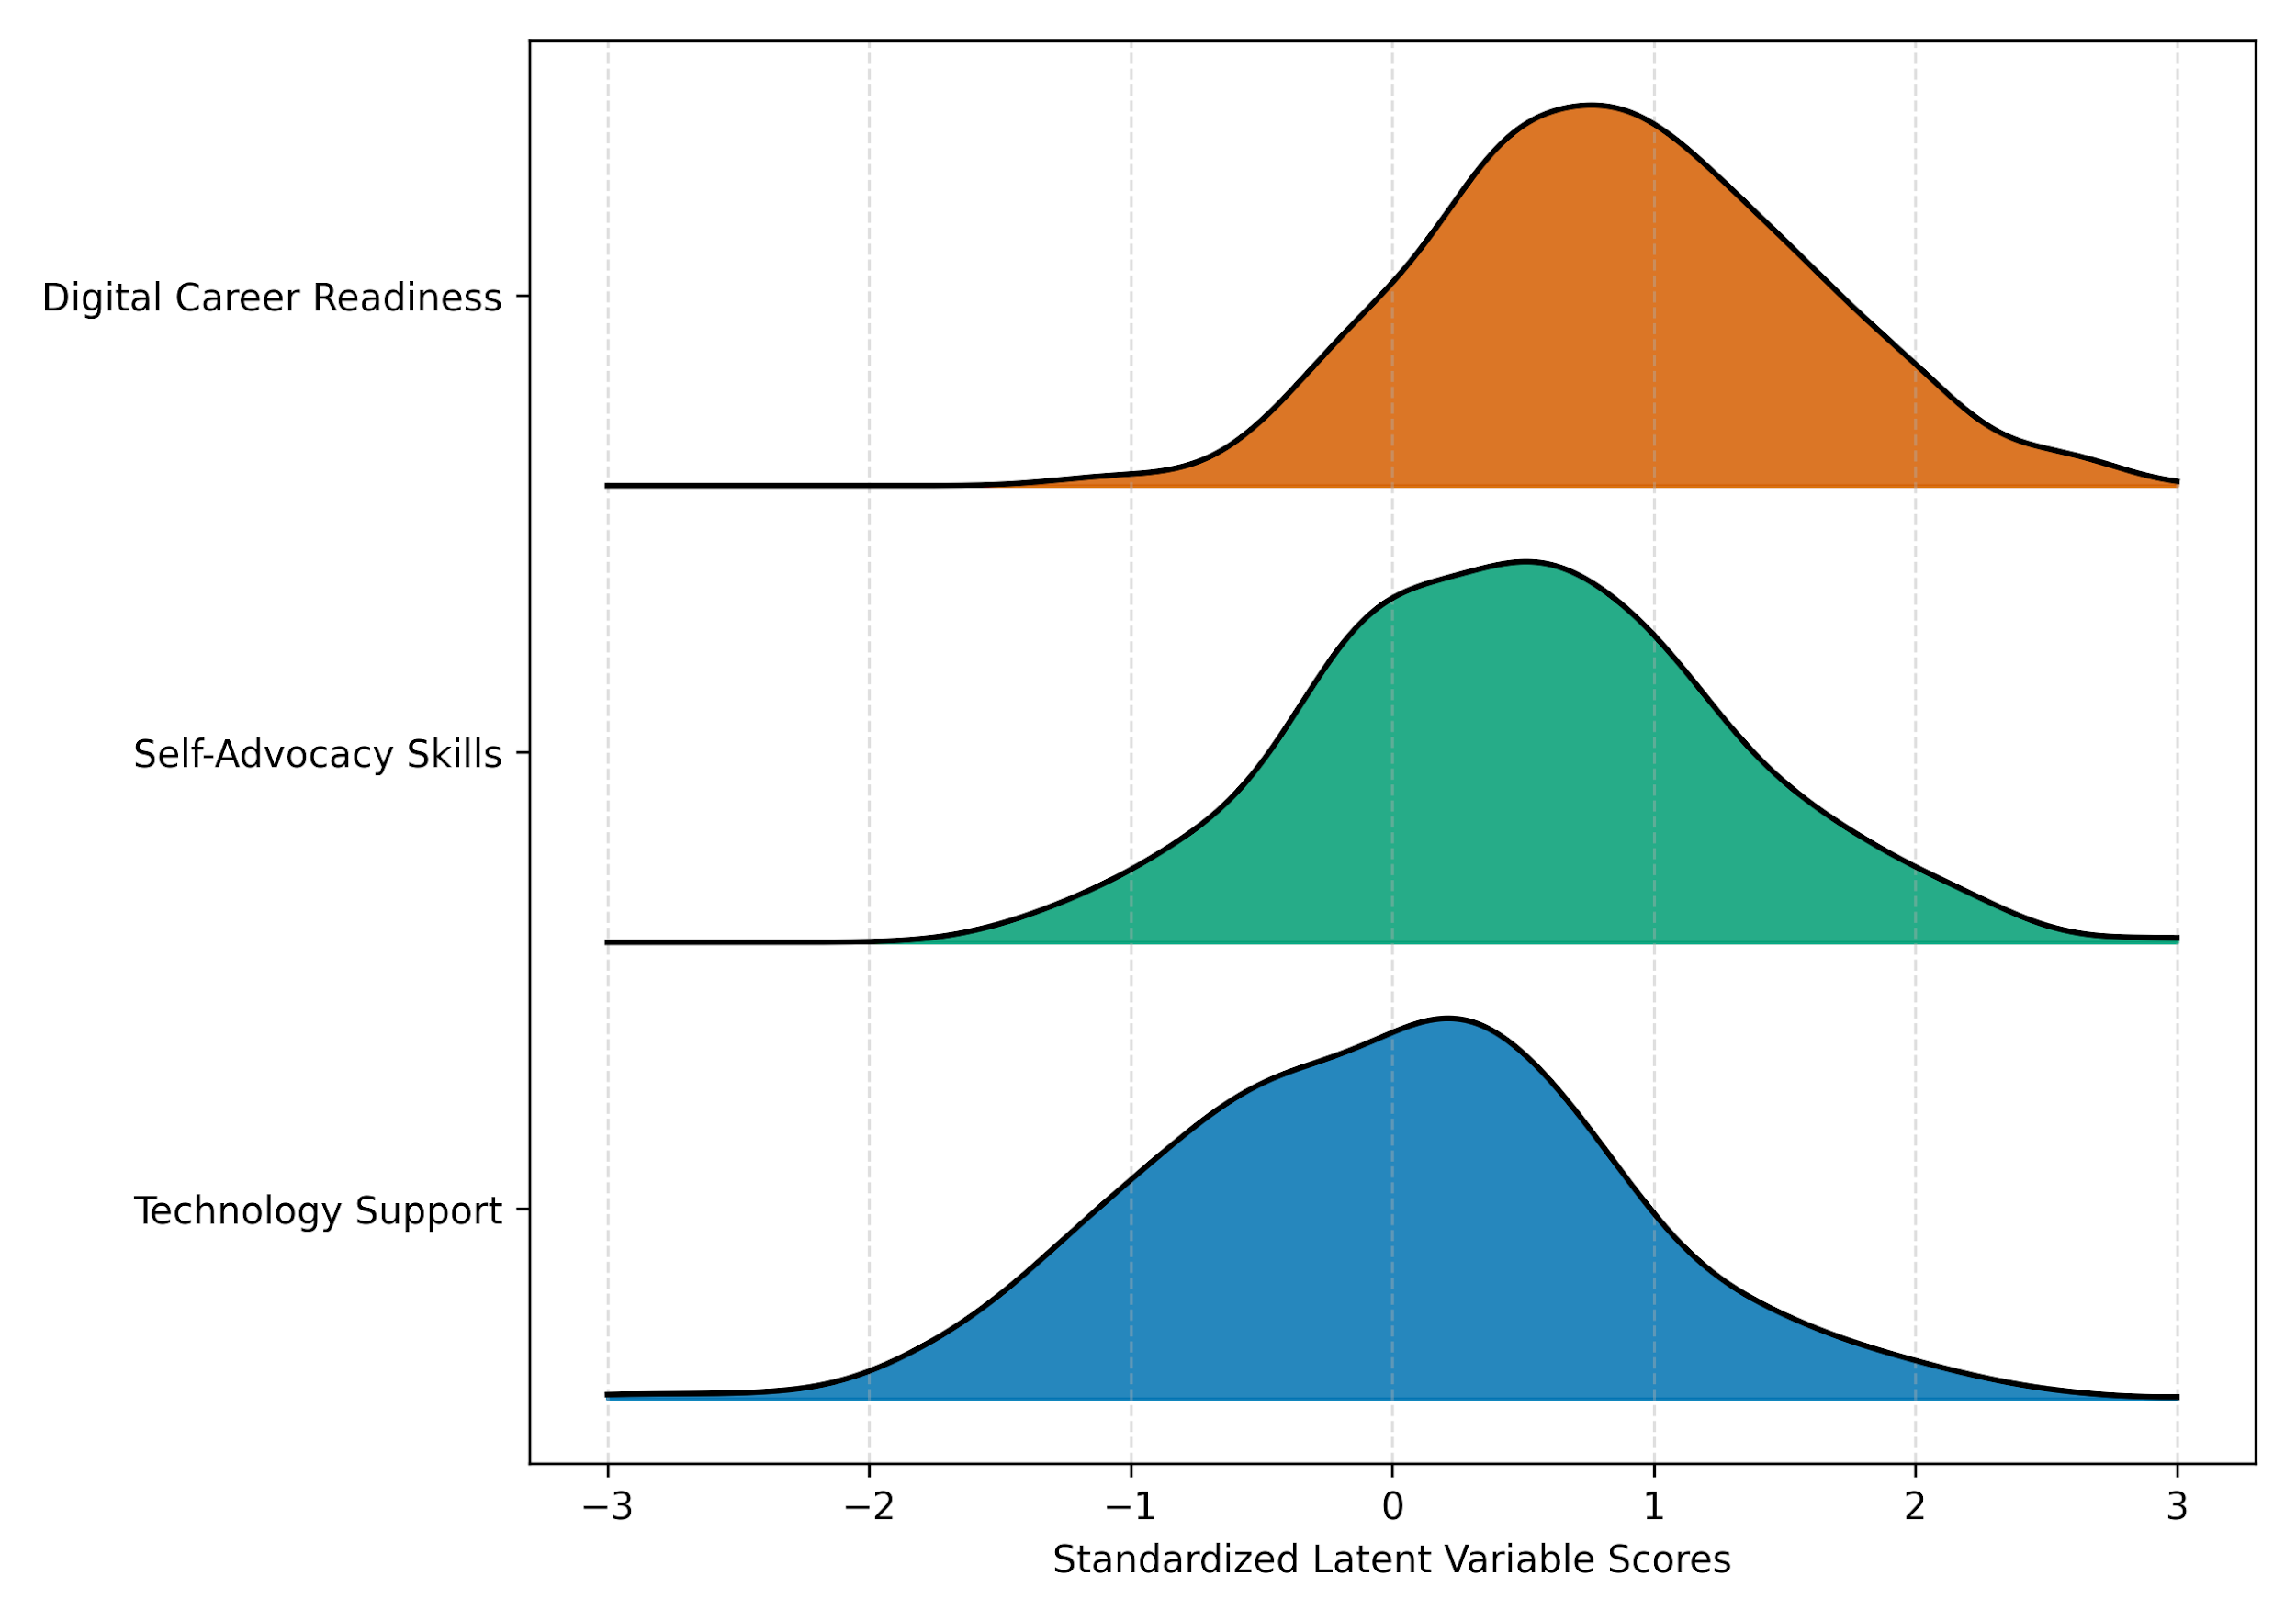 Digital Career Readiness
Self-Advocacy Skills
Technology Support
−3 −2 −1 0 1 2 3
Standardized Latent Variable Scores